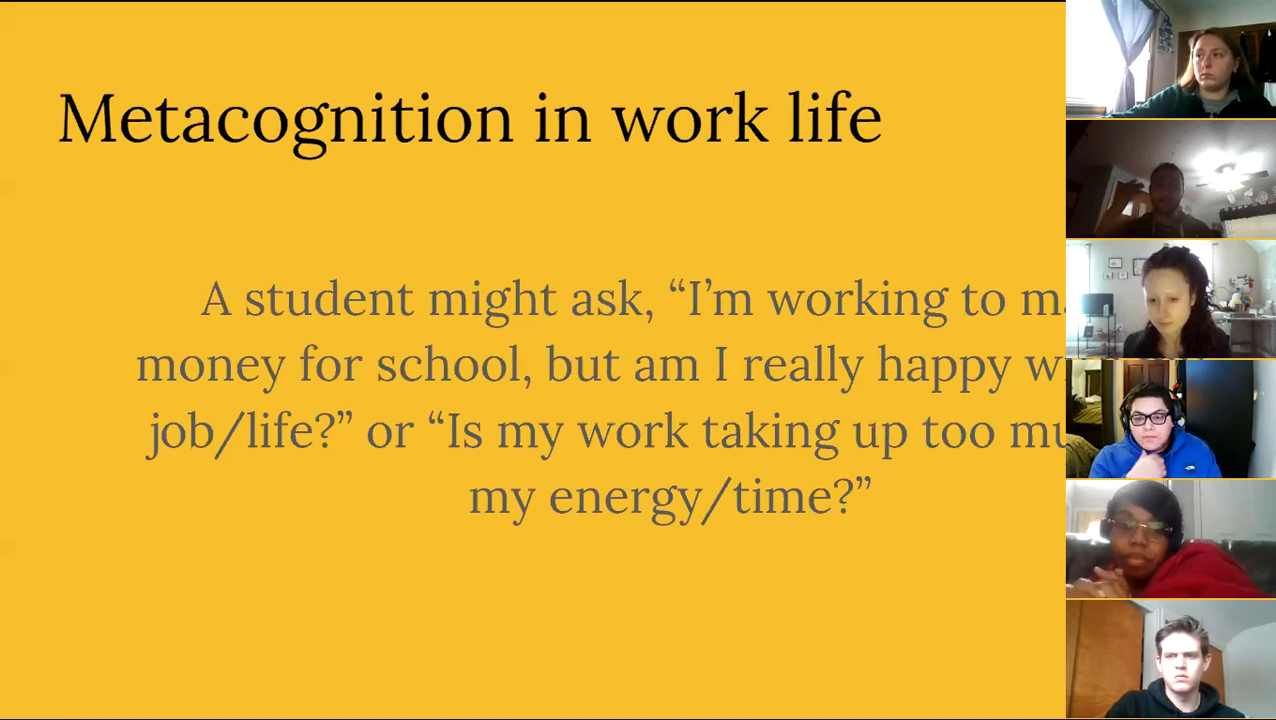 Metacognition in work life
A student might ask, “I’m working to
money for school, but am I really happy
job/life?” or “Is my work taking up too
my energy/time?”